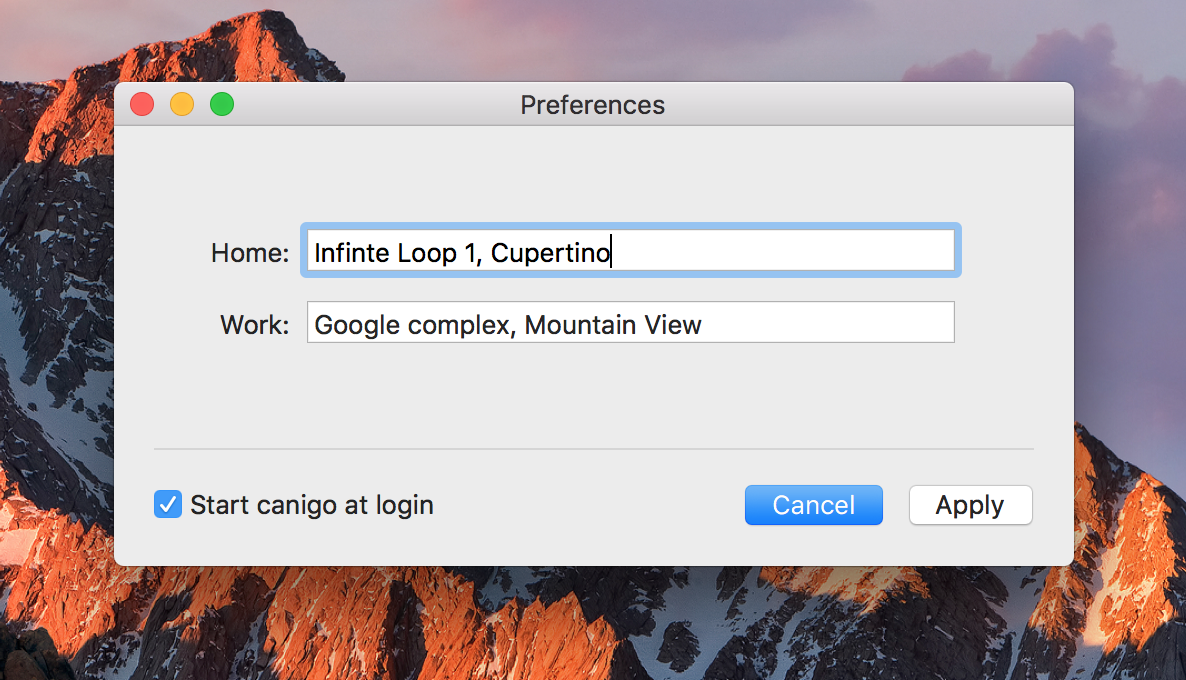 Preferences
Home: Infinte Loop 1, Cupertino
Work: Google complex, Mountain View
Start canigo at login Cancel Apply